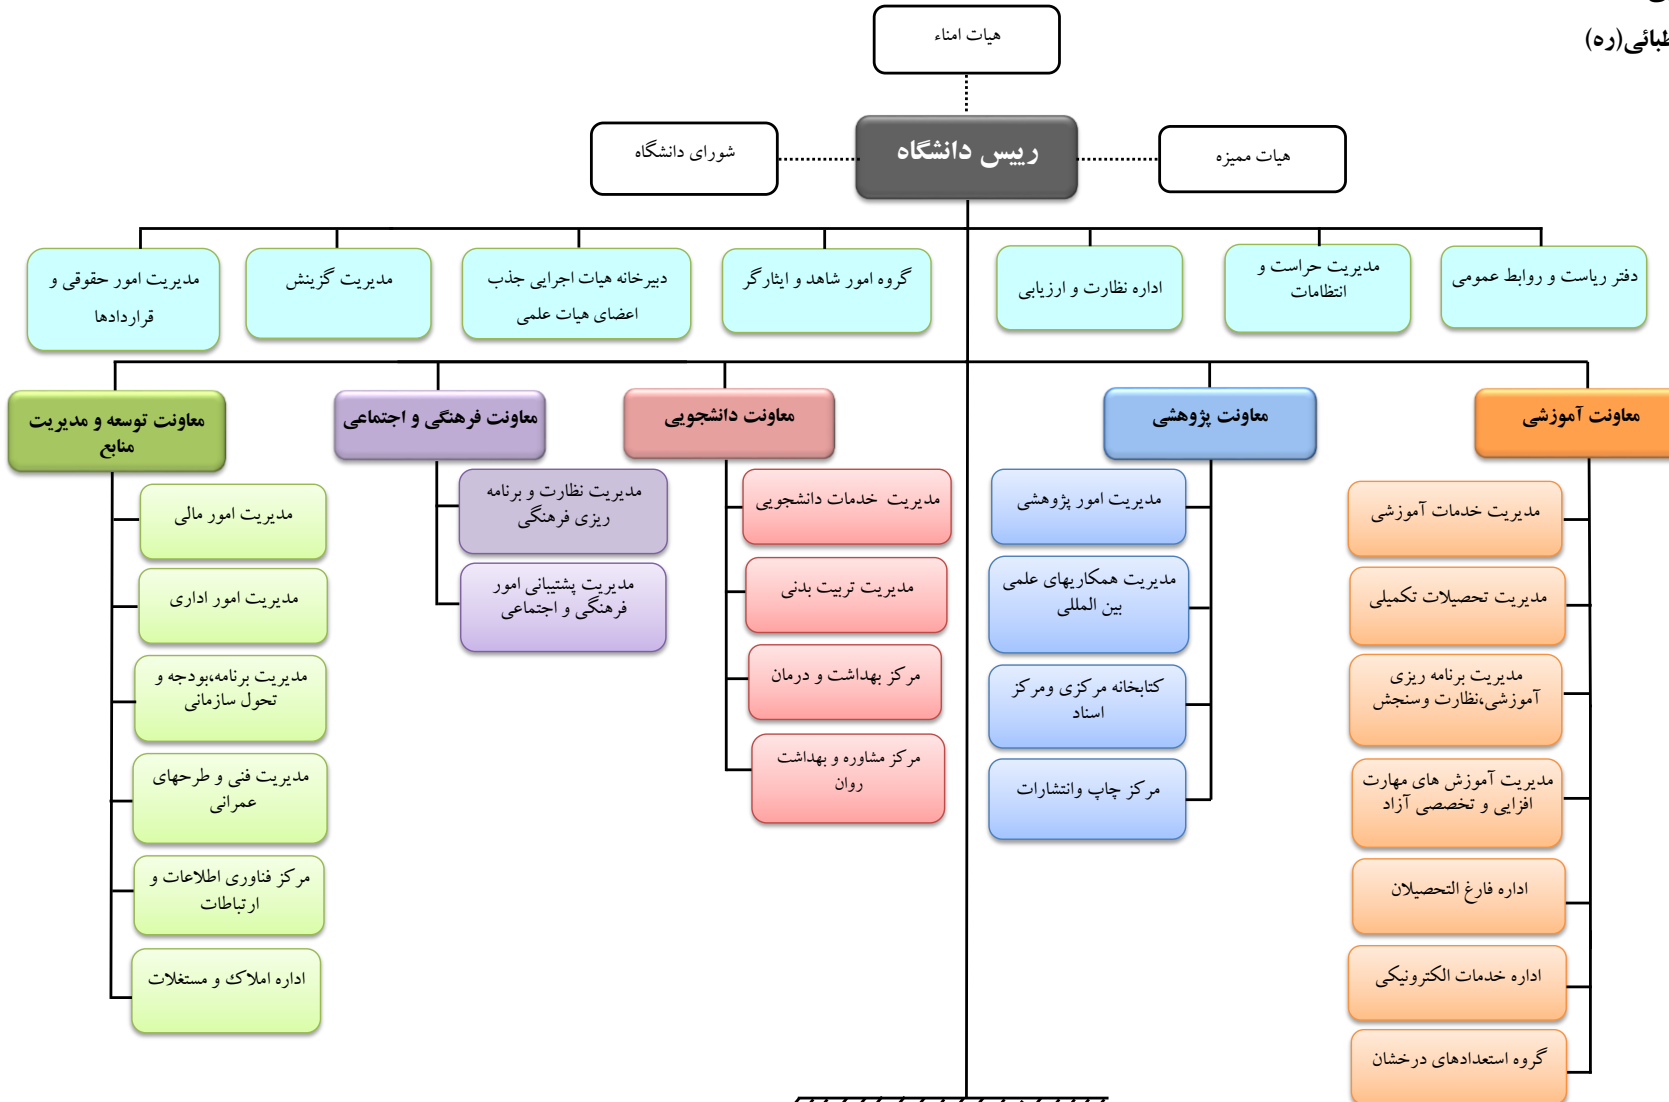 طبائی(ره)
هیات امناء
هیات ممیزه
رییس دانشگاه
شورای دانشگاه
دفتر ریاست و روابط عمومی
مدیریت حراست و
انتظامات
اداره نظارت و ارزیابی
گروه امور شاهد و ایثارگر
دبیرخانه هیات اجرایی جذب
اعضای هیات علمی
مدیریت گزینش
مدیریت امور حقوقی و
قراردادها
معاونت آموزشی
مدیریت خدمات آموزشی
مدیریت تحصیلات تکمیلی
مدیریت برنامه ریزی
آموزشی،نظارت وسنجش
مدیریت آموزش های مهارت
افزایی و تخصصی آزاد
اداره فارغ التحصیلان
اداره خدمات الکترونیکی
گروه استعدادهای درخشان
معاونت پژوهشی
مدیریت امور پژوهشی
مدیریت همکاریهای علمی
بین المللی
کتابخانه مرکزی ومرکز
اسناد
مرکز چاپ وانتشارات
معاونت دانشجویی
مدیریت خدمات دانشجویی
مدیریت تربیت بدنی
مرکز بهداشت و درمان
مرکز مشاوره و بهداشت
روان
معاونت فرهنگی و اجتماعی
مدیریت نظارت و برنامه
ریزی فرهنگی
مدیریت پشتیبانی امور
فرهنگی و اجتماعی
معاونت توسعه و مدیریت
منابع
مدیریت امور مالی
مدیریت امور اداری
مدیریت برنامه،بودجه و
تحول سازمانی
مدیریت فنی و طرحهای
عمرانی
مرکز فناوری اطلاعات و
ارتباطات
اداره املاک و مستغلات